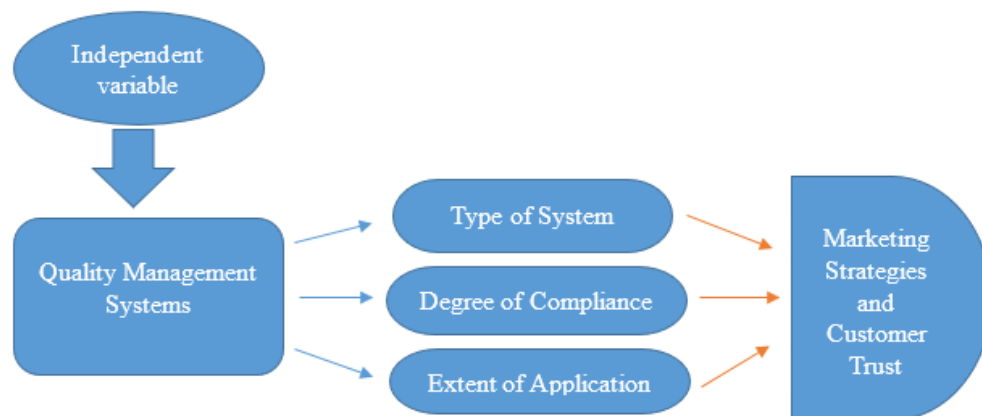 Independent
variable
Quality Management
Systems
Type of System
Degree of Compliance
Extent of Application
Marketing
Strategies
and
Customer
Trust